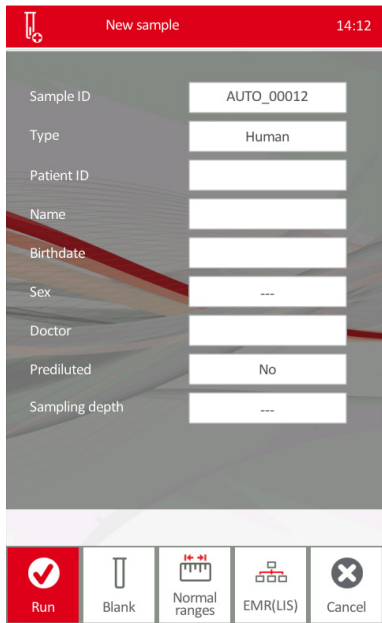 New sample
14:12
Sample ID
AUTO_00012
Type
Human
Patient ID
Name
Birthdate
Sex
---
Doctor
Prediluted
No
Sampling depth
---
Run
Blank
Normal
ranges
EMR(LIS)
Cancel